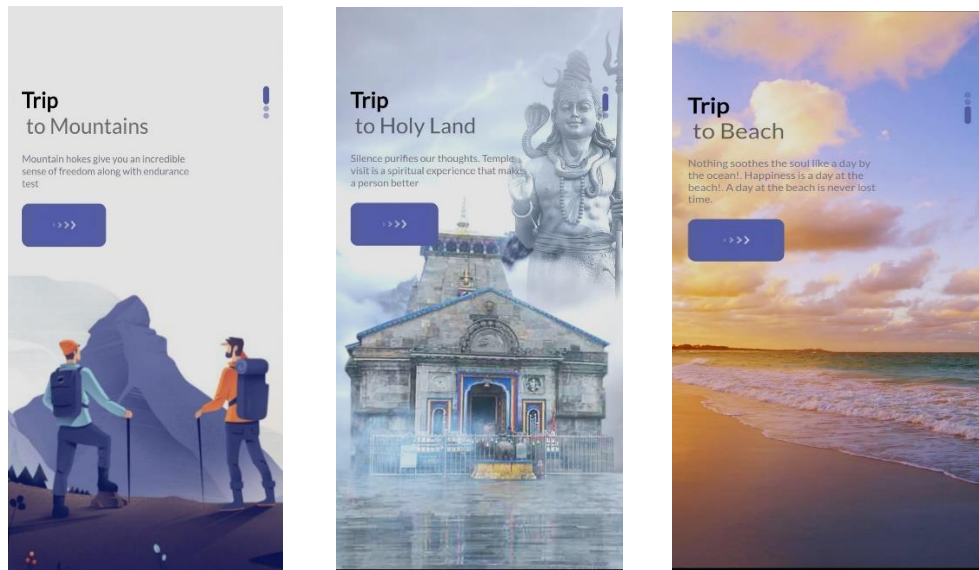 Trip
to Mountains
Mountain hokes give you an incredible
sense of freedom along with endurance
test
Trip
to Holy Land
Silence purifies our thoughts. Temple
visit is a spiritual experience that makes
a person better
Trip
to Beach
Nothing soothes the soul like a day by
the ocean!. Happiness is a day at the
beach!. A day at the beach is never lost
time.